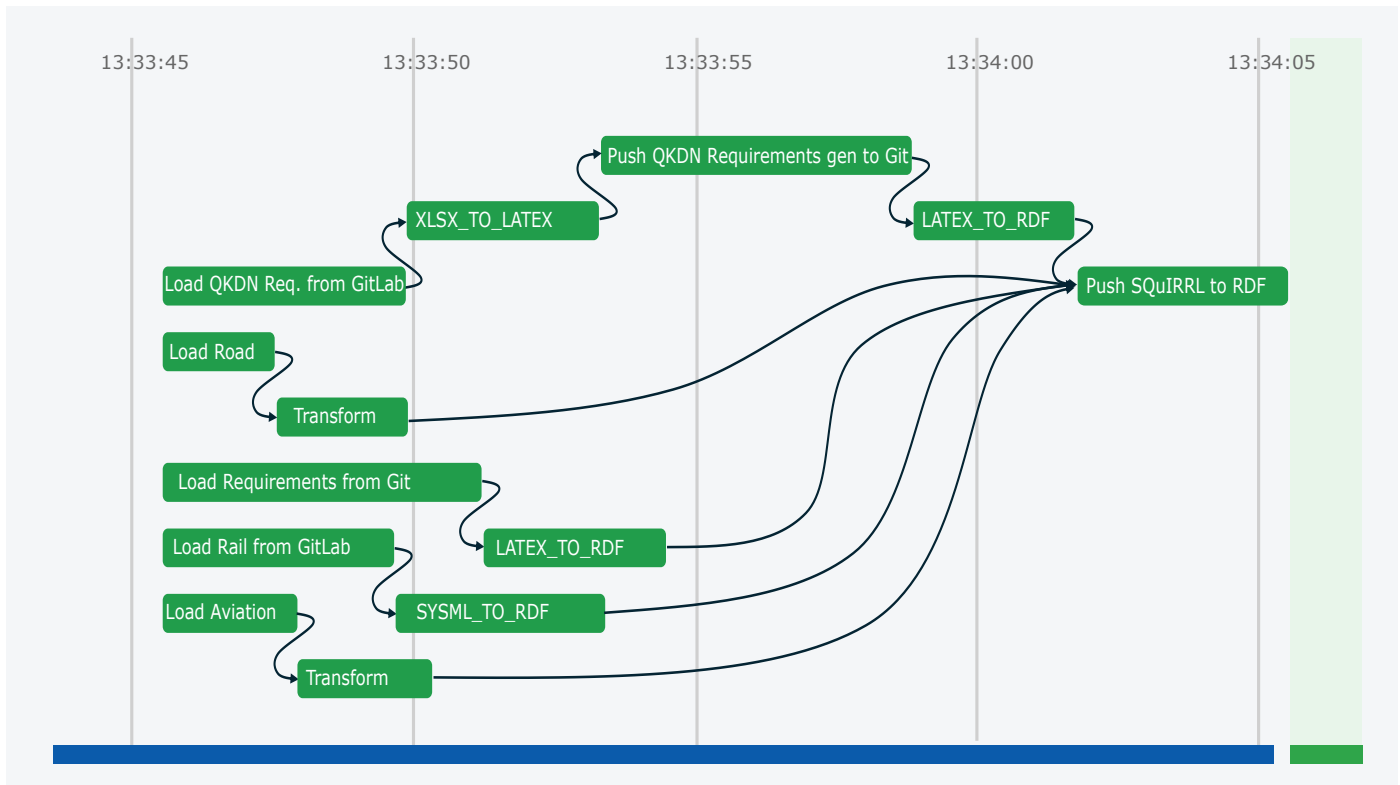 13:33:45
13:33:50
13:33:55
13:34:00
13:34:05
Push QKDN Requirements gen to Git
XLSX_TO_LATEX
LATEX_TO_RDF
Load QKDN Req. from GitLab
Push SQuIRRL to RDF
Load Road
Transform
Load Requirements from Git
Load Rail from GitLab
LATEX_TO_RDF
Load Aviation
SYSML_TO_RDF
Transform